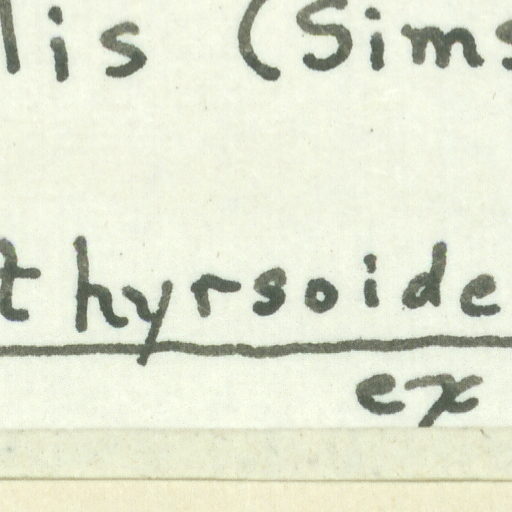 lis (Sims
thyrsoide
ex